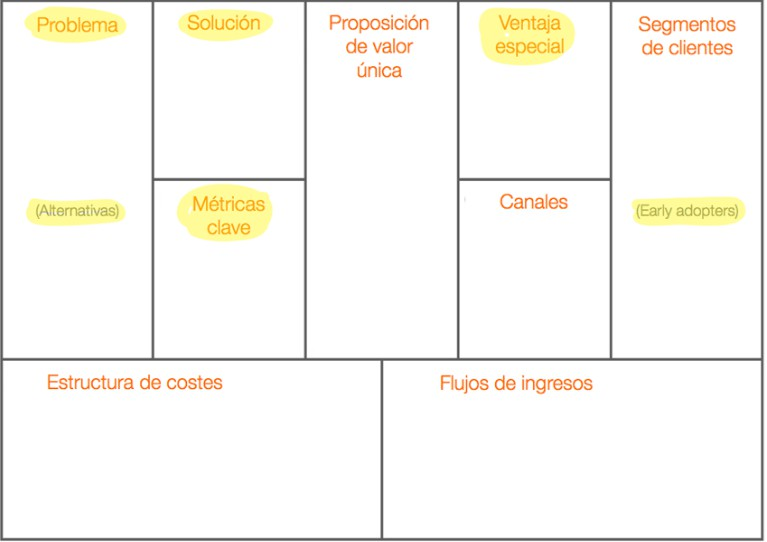 Problema
(Alternativas)
Solución
Métricas
clave
Proposición
de valor
única
Ventaja
especial
Canales
Segmentos
de clientes
(Early adopters)
Estructura de costes
Flujos de ingresos